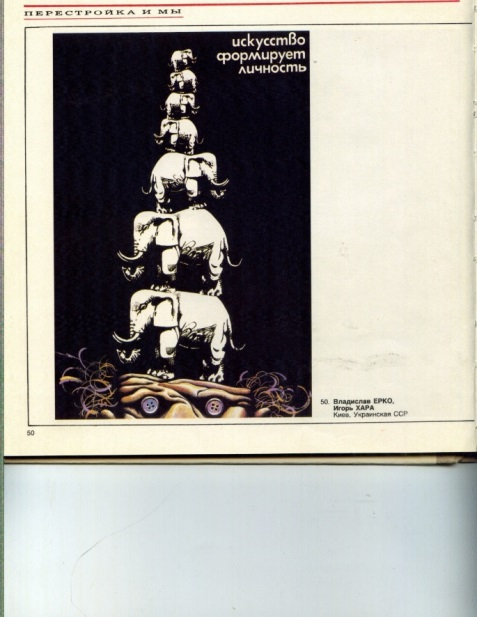 ПЕРЕСТРОЙКА И МЫ
искусство
формирует
личность
50. Владислав ЕРКО,
Игорь ХАРА
Киев, Украинская ССР
50